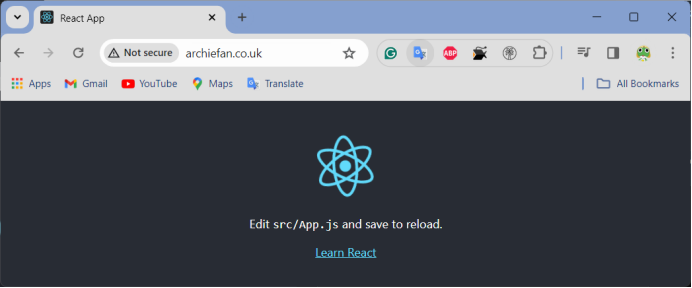 React App
Not secure
archiefan.co.uk
ABP
Apps
Gmail
YouTube
Maps
Translate
All Bookmarks
Edit src/App.js and save to reload.
Learn React